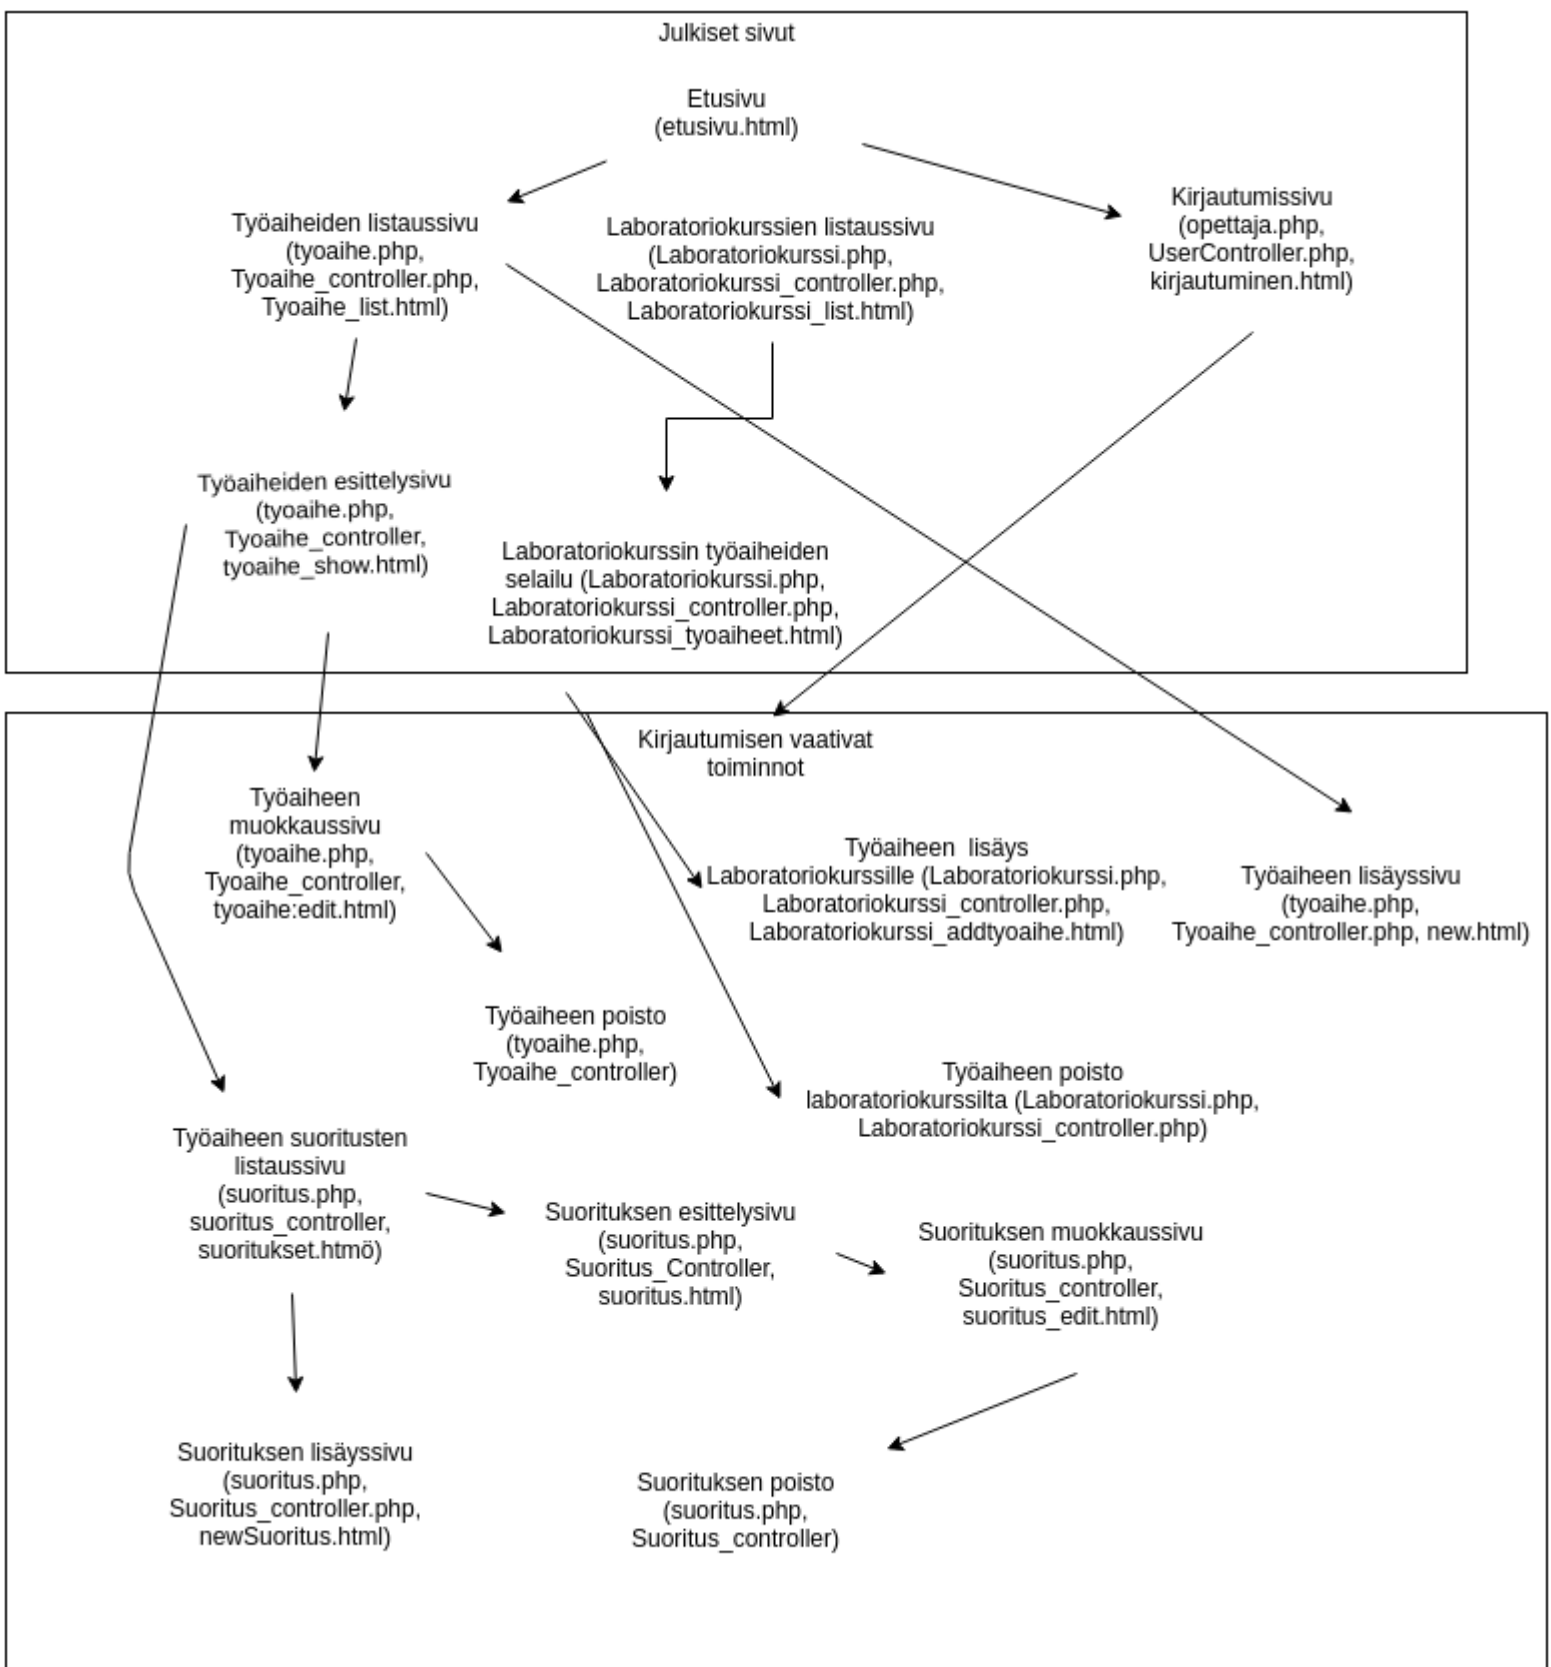 Julkiset sivut
Etusivu
(etusivu.html)
Työaiheiden listaussivu
(tyoaihe.php,
Tyoaihe_controller.php,
Tyoaihe_list.html)
Laboratoriokurssien listaussivu
(Laboratoriokurssi.php,
Laboratoriokurssi_controller.php,
Laboratoriokurssi_list.html)
Kirjautumissivu
(opettaja.php,
UserController.php,
kirjautuminen.html)
Työaiheiden esittelysivu
(tyoaihe.php,
Tyoaihe_controller,
tyoaihe_show.html)
Laboratoriokurssin työaiheiden
selailu (Laboratoriokurssi.php,
Laboratoriokurssi_controller.php,
Laboratoriokurssi_tyoaiheet.html)
Kirjautumisen vaativat
toiminnot
Työaiheen
muokkaussivu
(tyoaihe.php,
Tyoaihe_controller,
tyoaihe:edit.html)
Työaiheen  lisäys
Laboratoriokurssille (Laboratoriokurssi.php,
Laboratoriokurssi_controller.php,
Laboratoriokurssi_addtyoaihe.html)
Työaiheen lisäyssivu
(tyoaihe.php,
Tyoaihe_controller.php, new.html)
Työaiheen poisto
(tyoaihe.php,
Tyoaihe_controller)
Työaiheen poisto
laboratoriokurssilta (Laboratoriokurssi.php,
Laboratoriokurssi_controller.php)
Työaiheen suoritusten
listaussivu
(suoritus.php,
suoritus_controller,
suoritukset.htmö)
Suorituksen esittelysivu
(suoritus.php,
Suoritus_Controller,
suoritus.html)
Suorituksen muokkaussivu
(suoritus.php,
Suoritus_controller,
suoritus_edit.html)
Suorituksen lisäyssivu
(suoritus.php,
Suoritus_controller.php,
newSuoritus.html)
Suorituksen poisto
(suoritus.php,
Suoritus_controller)